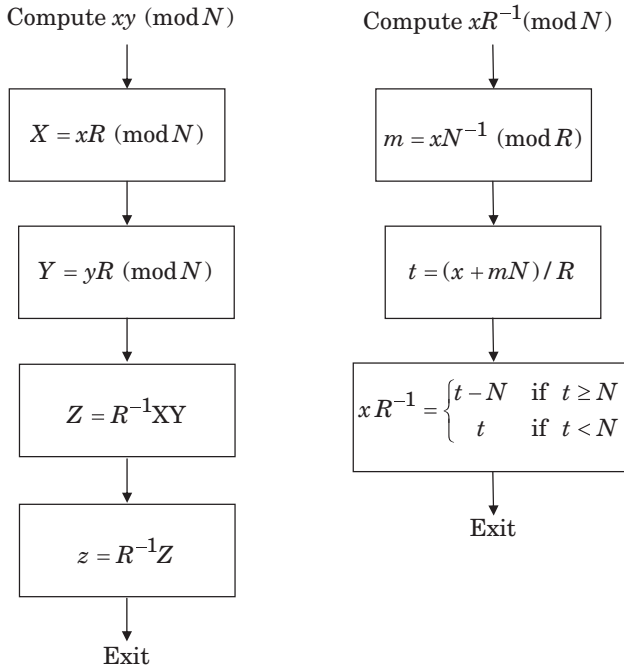 Compute xy (mod N)
X = xR (mod N)
Y = yR (mod N)
Z = R⁻¹XY
z = R⁻¹Z
Exit
Compute xR⁻¹(mod N)
m = xN⁻¹ (mod R)
t = (x + mN) / R
x R⁻¹ = { t − N if t ≥ N
t if t < N
Exit